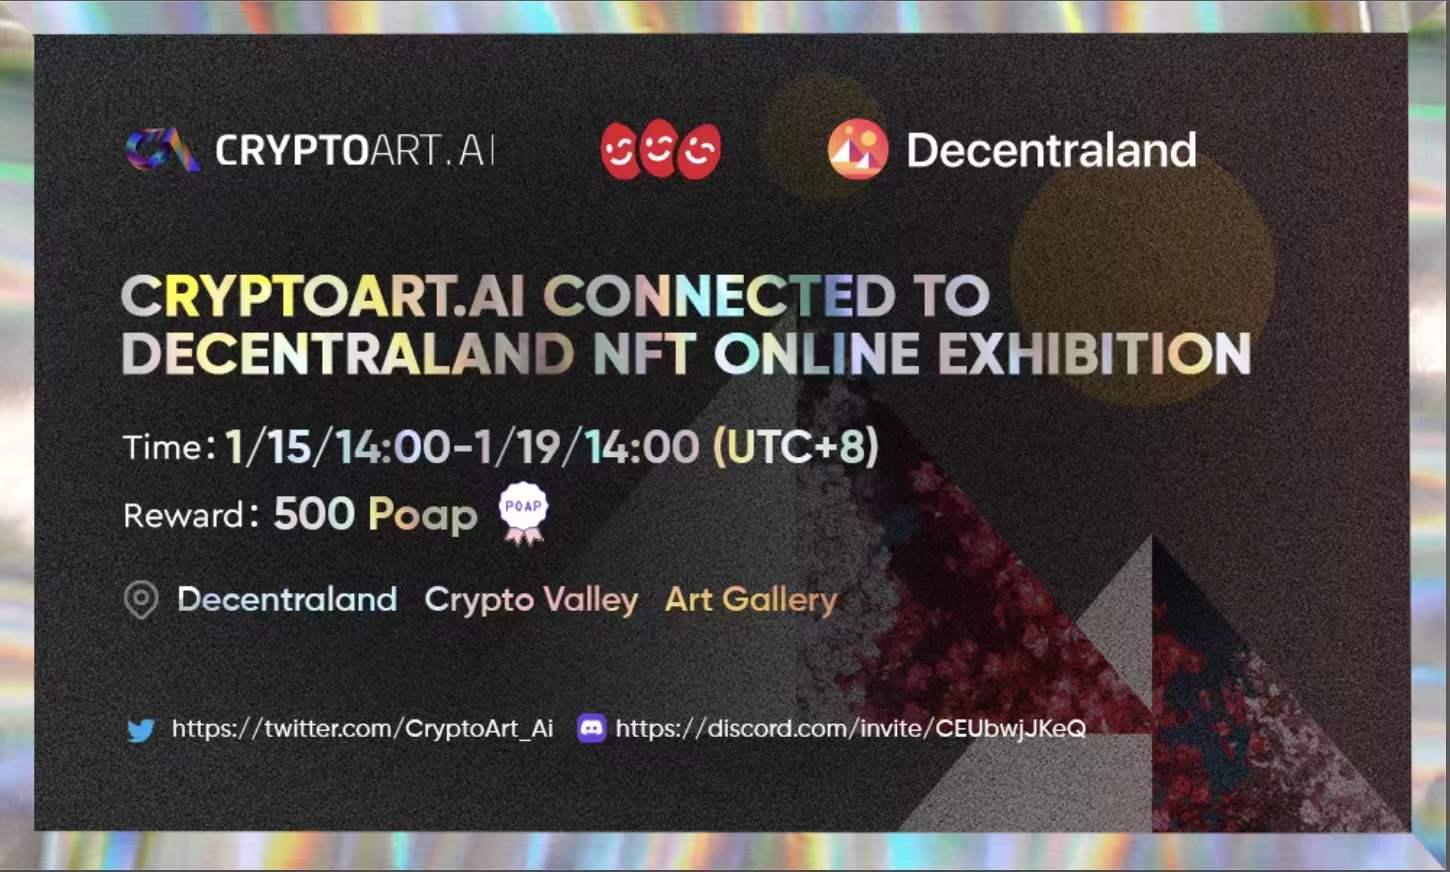 CRYPTOART.AI
Decentraland
CRYPTOART.AI CONNECTED TO
DECENTRALAND NFT ONLINE EXHIBITION
Time: 1/15/14:00-1/19/14:00 (UTC+8)
Reward: 500 Poap POAP
Decentraland Crypto Valley Art Gallery
https://twitter.com/CryptoArt_Ai https://discord.com/invite/CEUbwjJKeQ